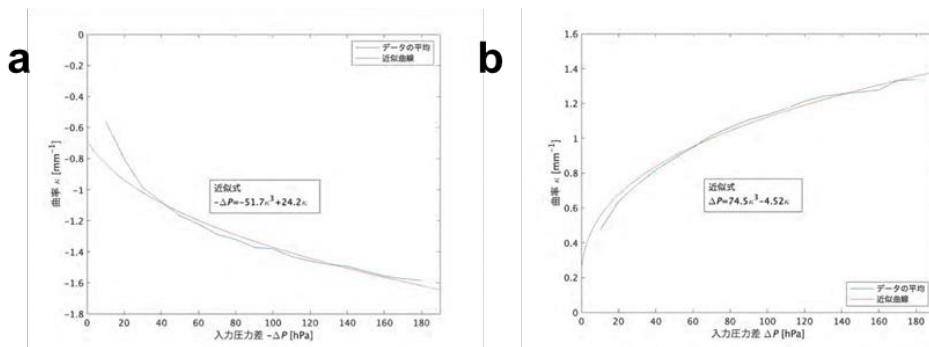 a
0
-0.2
-0.4
-0.6
-0.8
-1
-1.2
-1.4
-1.6
-1.8
曲率 κ [mm⁻¹]
データの平均
近似曲線
近似式
-ΔP=-51.7κ³+24.2κ
0 20 40 60 80 100 120 140 160 180
入力圧力差 -ΔP [hPa]
b
1.6
1.4
1.2
1
0.8
0.6
0.4
0.2
0
曲率 κ [mm⁻¹]
近似式
ΔP=74.5κ³-4.52κ
データの平均
近似曲線
0 20 40 60 80 100 120 140 160 180
入力圧力差 ΔP [hPa]